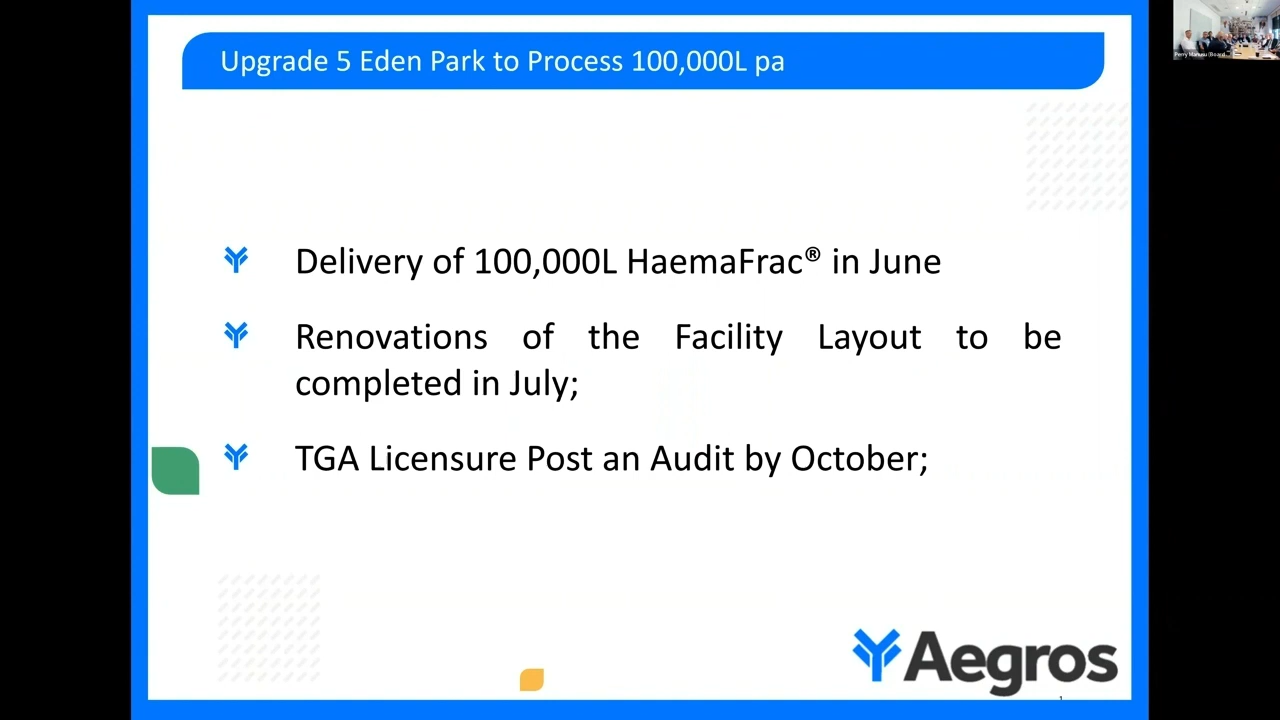 Upgrade 5 Eden Park to Process 100,000L pa
Delivery of 100,000L HaemaFrac® in June
Renovations of the Facility Layout to be
completed in July;
TGA Licensure Post an Audit by October;
Aegros